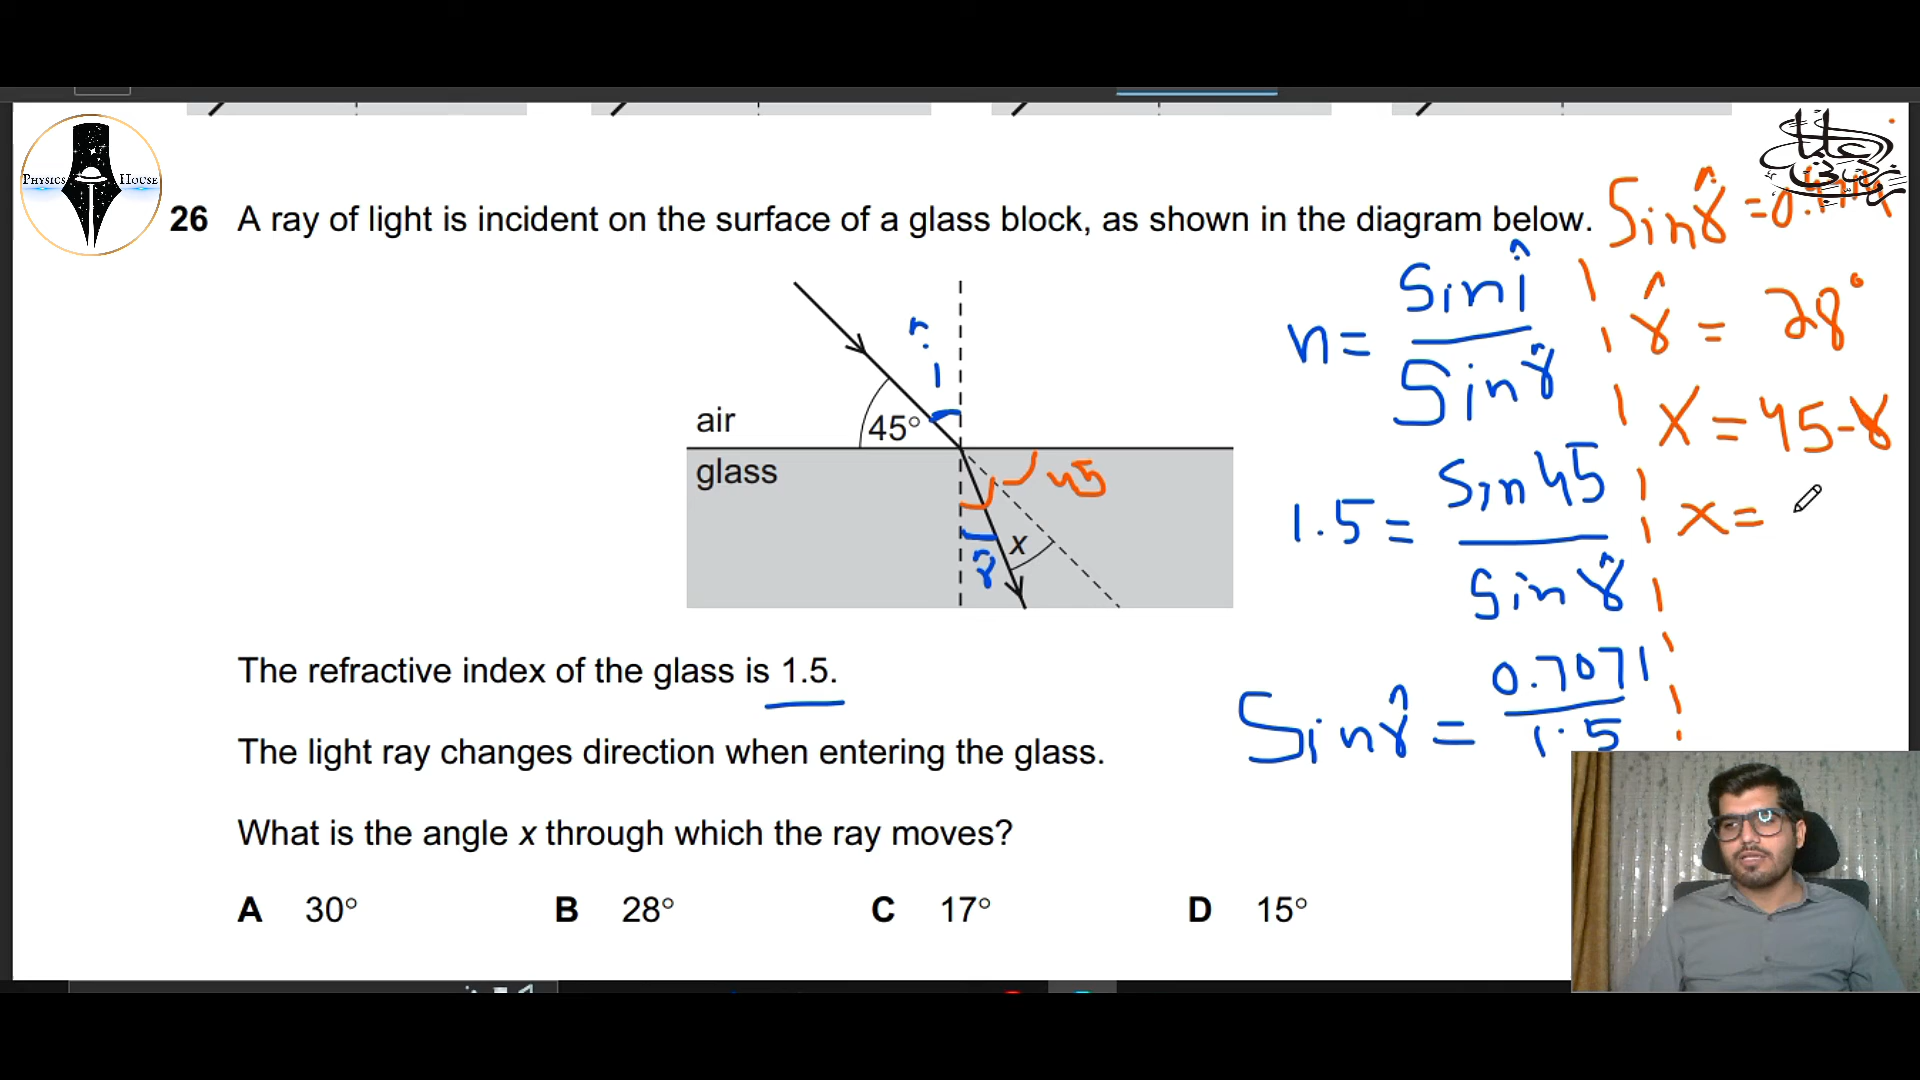 PHYSICS HOUSE
26 A ray of light is incident on the surface of a glass block, as shown in the diagram below.
air
45°
glass
x
i
r
45
The refractive index of the glass is 1.5.
The light ray changes direction when entering the glass.
What is the angle x through which the ray moves?
A 30° B 28° C 17° D 15°
n = Sin i / Sin r
1.5 = Sin 45 / Sin r
Sin r = 0.7071 / 1.5
Sin r =
r = 28°
x = 45-r
x =